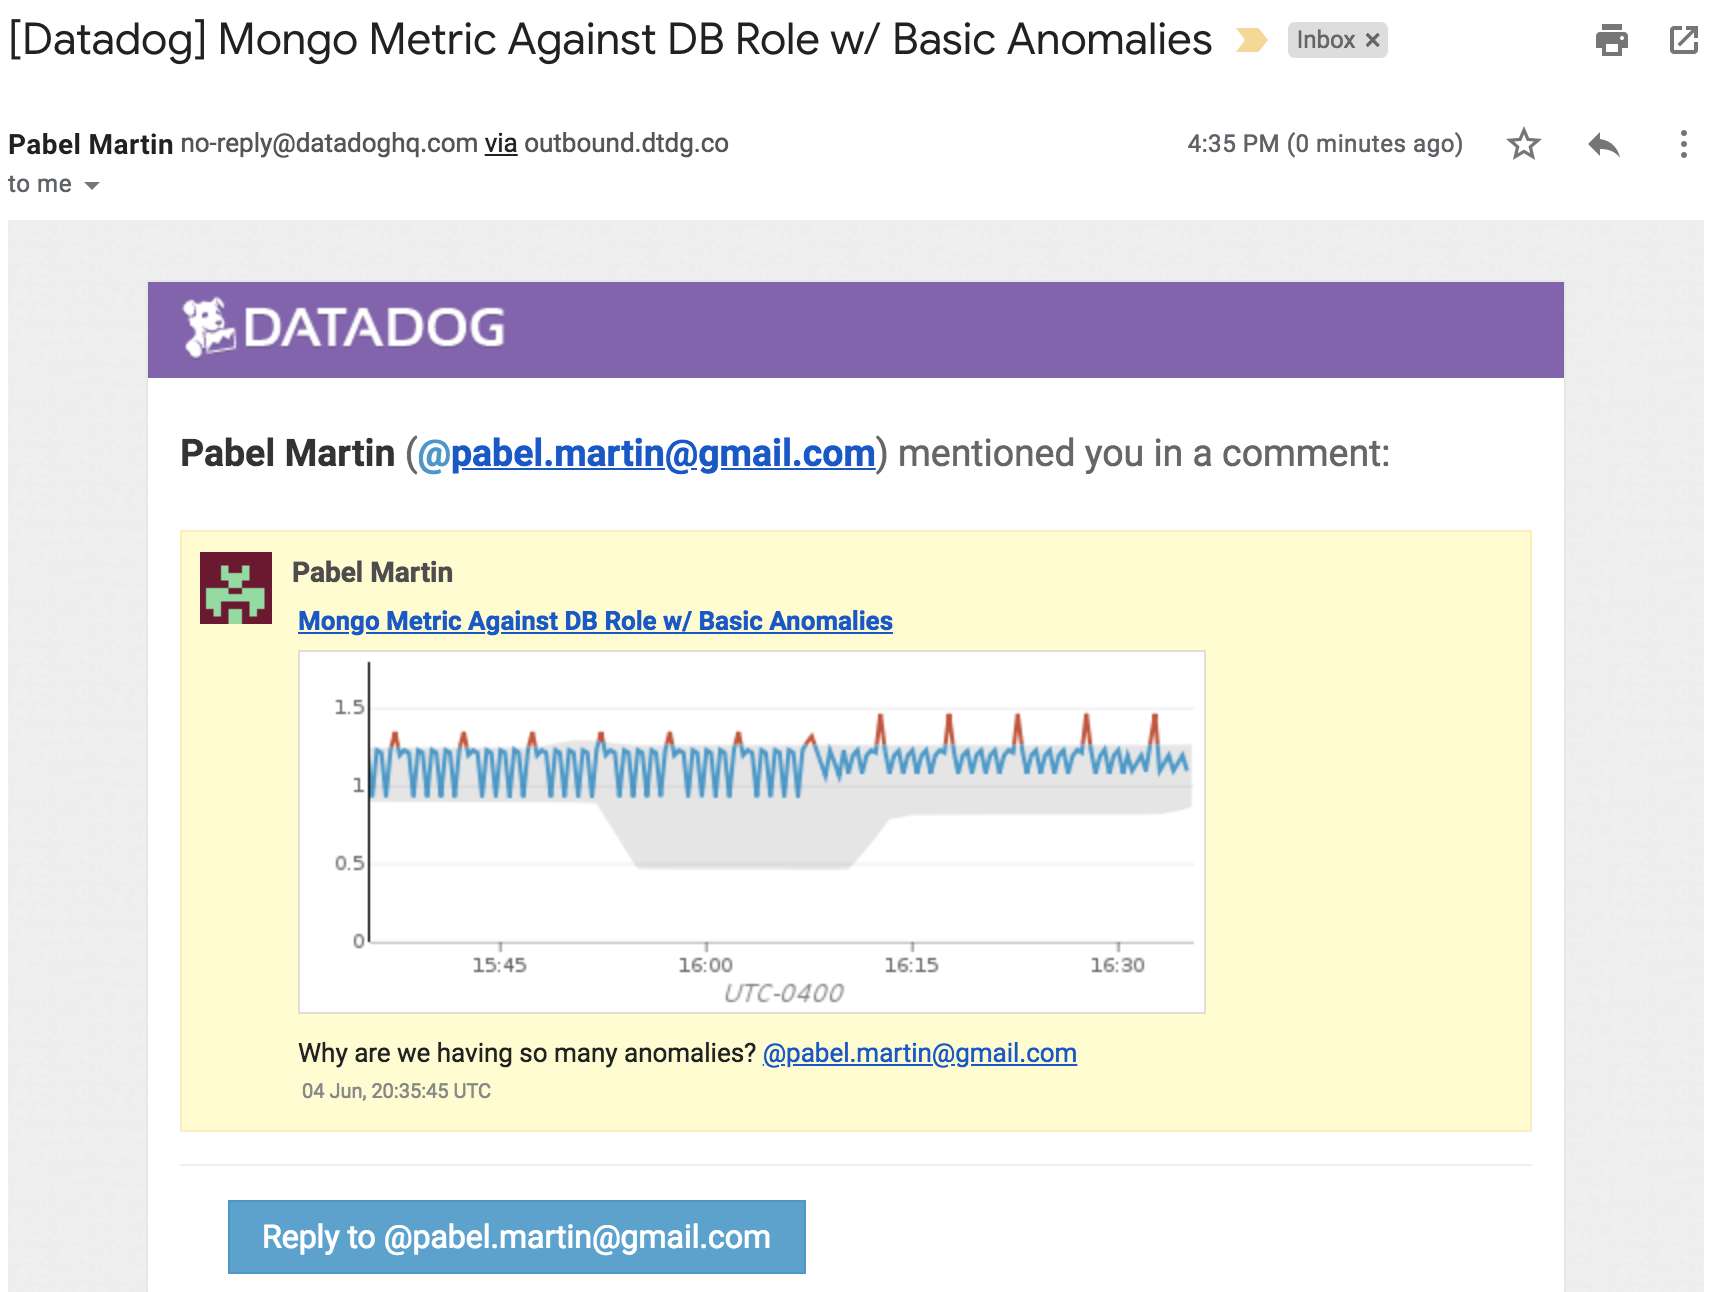 [Datadog] Mongo Metric Against DB Role w/ Basic Anomalies Inbox ×
Pabel Martin no-reply@datadoghq.com via outbound.dtdg.co 4:35 PM (0 minutes ago)
to me
DATADOG
Pabel Martin (@pabel.martin@gmail.com) mentioned you in a comment:
Pabel Martin
Mongo Metric Against DB Role w/ Basic Anomalies
1.5
1
0.5
0
15:45 16:00 16:15 16:30
UTC-0400
Why are we having so many anomalies? @pabel.martin@gmail.com
04 Jun, 20:35:45 UTC
Reply to @pabel.martin@gmail.com